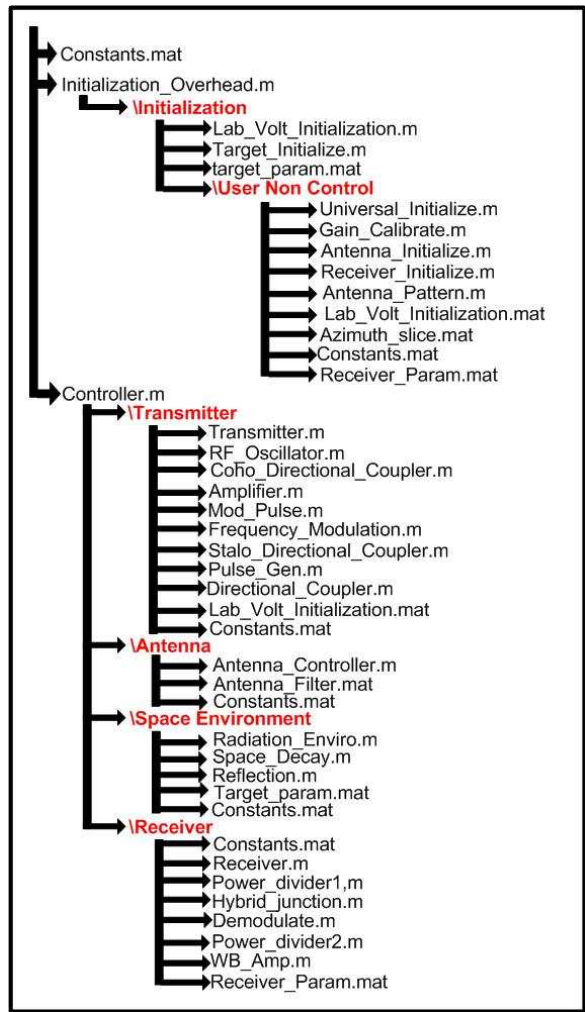 Constants.mat
Initialization_Overhead.m
\Initialization
Lab_Volt_Initialization.m
Target_Initialize.m
target_param.mat
\User Non Control
Universal_Initialize.m
Gain_Calibrate.m
Antenna_Initialize.m
Receiver_Initialize.m
Antenna_Pattern.m
Lab_Volt_Initialization.mat
Azimuth_slice.mat
Constants.mat
Receiver_Param.mat
Controller.m
\Transmitter
Transmitter.m
RF_Oscillator.m
Coho_Directional_Coupler.m
Amplifier.m
Mod_Pulse.m
Frequency_Modulation.m
Stalo_Directional_Coupler.m
Pulse_Gen.m
Directional_Coupler.m
Lab_Volt_Initialization.mat
Constants.mat
\Antenna
Antenna_Controller.m
Antenna_Filter.mat
Constants.mat
\Space Environment
Radiation_Enviro.m
Space_Decay.m
Reflection.m
Target_param.mat
Constants.mat
\Receiver
Constants.mat
Receiver.m
Power_divider1,m
Hybrid_junction.m
Demodulate.m
Power_divider2.m
WB_Amp.m
Receiver_Param.mat